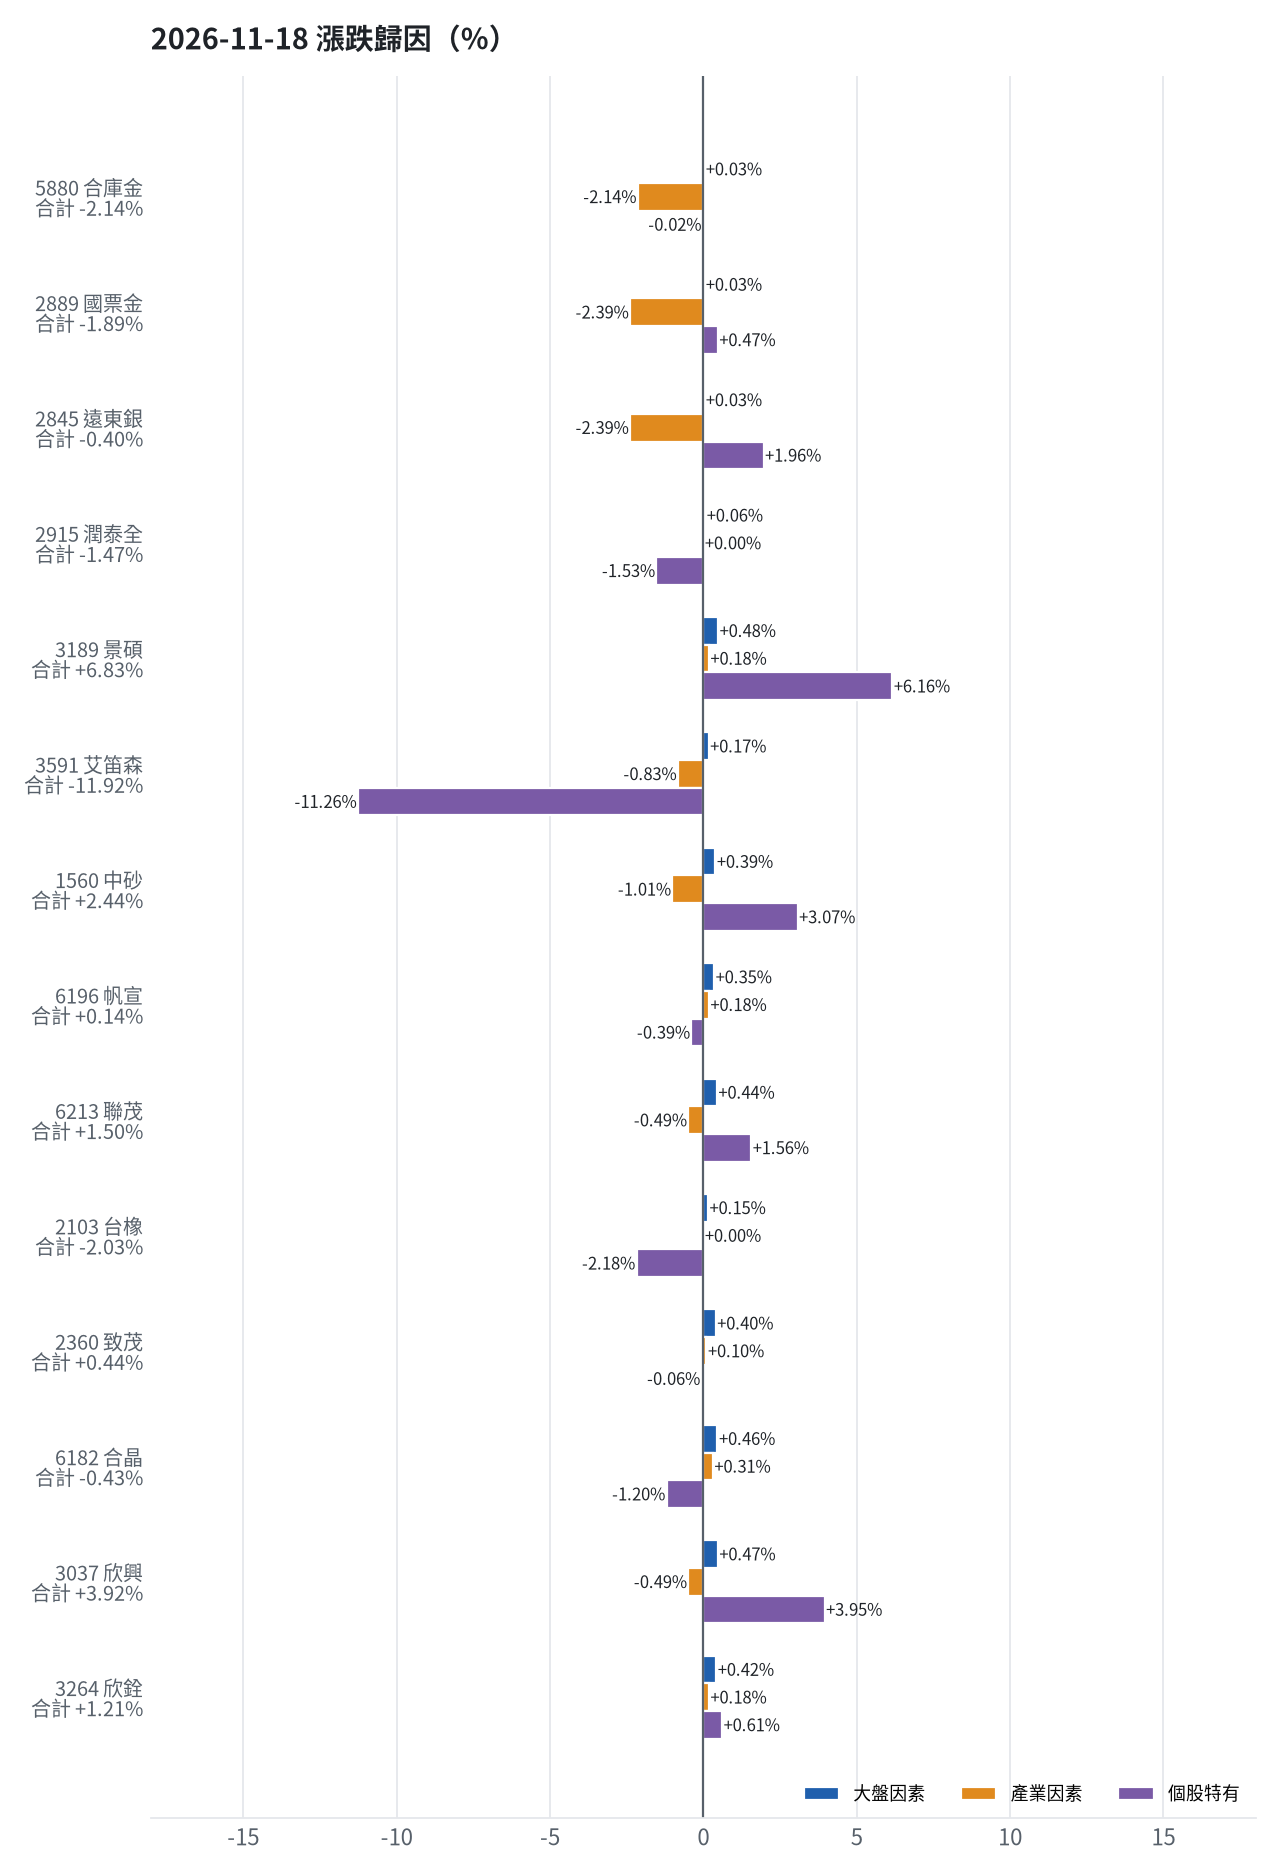 2026-11-18 漲跌歸因（%）
5880 合庫金
合計 -2.14%
+0.03%
-2.14%
-0.02%
2889 國票金
合計 -1.89%
+0.03%
-2.39%
+0.47%
2845 遠東銀
合計 -0.40%
+0.03%
-2.39%
+1.96%
2915 潤泰全
合計 -1.47%
+0.06%
+0.00%
-1.53%
3189 景碩
合計 +6.83%
+0.48%
+0.18%
+6.16%
3591 艾笛森
合計 -11.92%
+0.17%
-0.83%
-11.26%
1560 中砂
合計 +2.44%
+0.39%
-1.01%
+3.07%
6196 帆宣
合計 +0.14%
+0.35%
+0.18%
-0.39%
6213 聯茂
合計 +1.50%
+0.44%
-0.49%
+1.56%
2103 台橡
合計 -2.03%
+0.15%
+0.00%
-2.18%
2360 致茂
合計 +0.44%
+0.40%
+0.10%
-0.06%
6182 合晶
合計 -0.43%
+0.46%
+0.31%
-1.20%
3037 欣興
合計 +3.92%
+0.47%
-0.49%
+3.95%
3264 欣銓
合計 +1.21%
+0.42%
+0.18%
+0.61%
大盤因素 產業因素 個股特有
-15 -10 -5 0 5 10 15